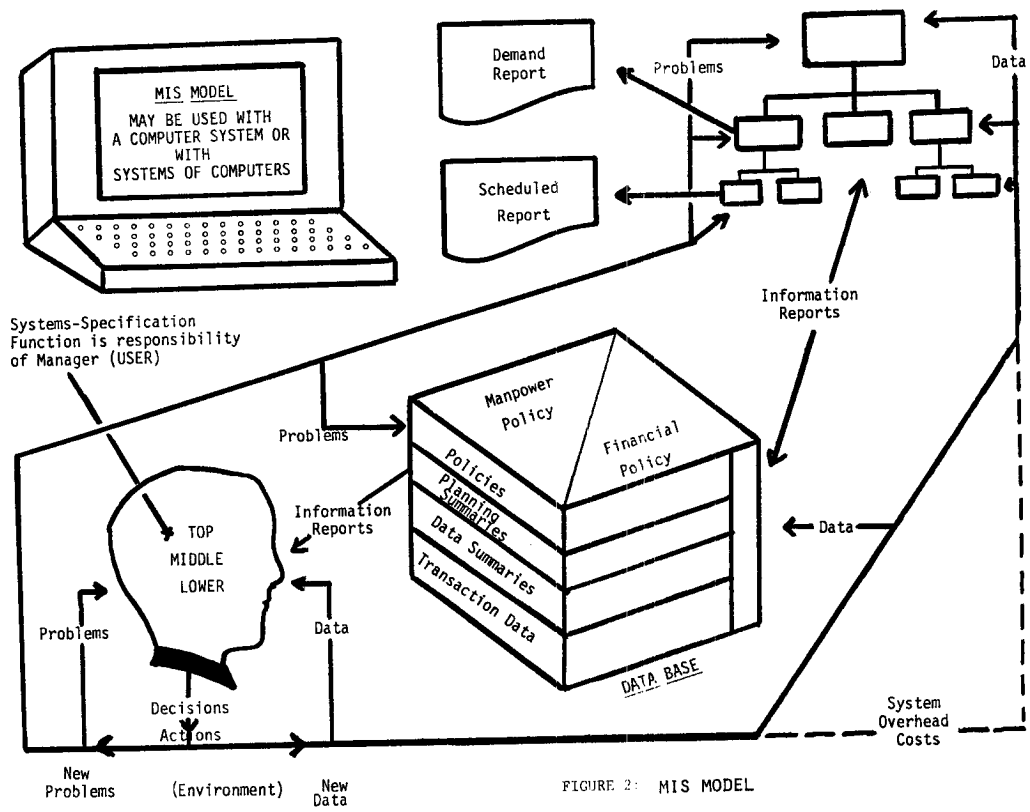 MIS MODEL
MAY BE USED WITH
A COMPUTER SYSTEM OR
WITH
SYSTEMS OF COMPUTERS
Demand
Report
Scheduled
Report
Problems
Data
Information
Reports
Systems-Specification
Function is responsibility
of Manager (USER)
Problems
Manpower
Policy
Financial
Policy
Policies
Planning
Summaries
Data Summaries
Transaction Data
DATA BASE
Information
Reports
Data
TOP
MIDDLE
LOWER
Problems
Data
Decisions
Actions
System
Overhead
Costs
New
Problems
(Environment)
New
Data
FIGURE 2: MIS MODEL